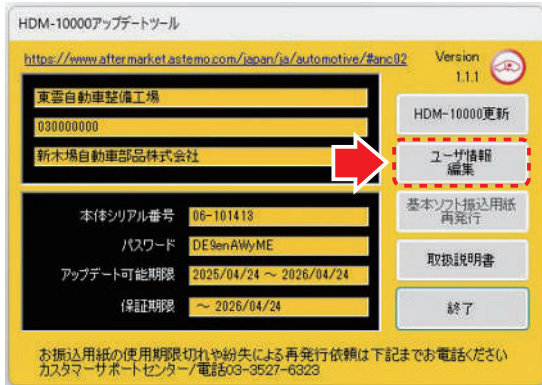 HDM-10000アップデートツール
https://www.aftermarket.astemo.com/japan/ja/automotive/#anc02
Version
1.1.1
東雲自動車整備工場
030000000
新木場自動車部品株式会社
HDM-10000更新
ユーザ情報
編集
基本ソフト振込用紙
再発行
取扱説明書
終了
本体シリアル番号 06-101413
パスワード DE9enAWyME
アップデート可能期限 2025/04/24 ~ 2026/04/24
保証期限 ~ 2026/04/24
お振込用紙の使用期限切れや紛失による再発行依頼は下記までお電話ください
カスタマーサポートセンター/電話03-3527-6323